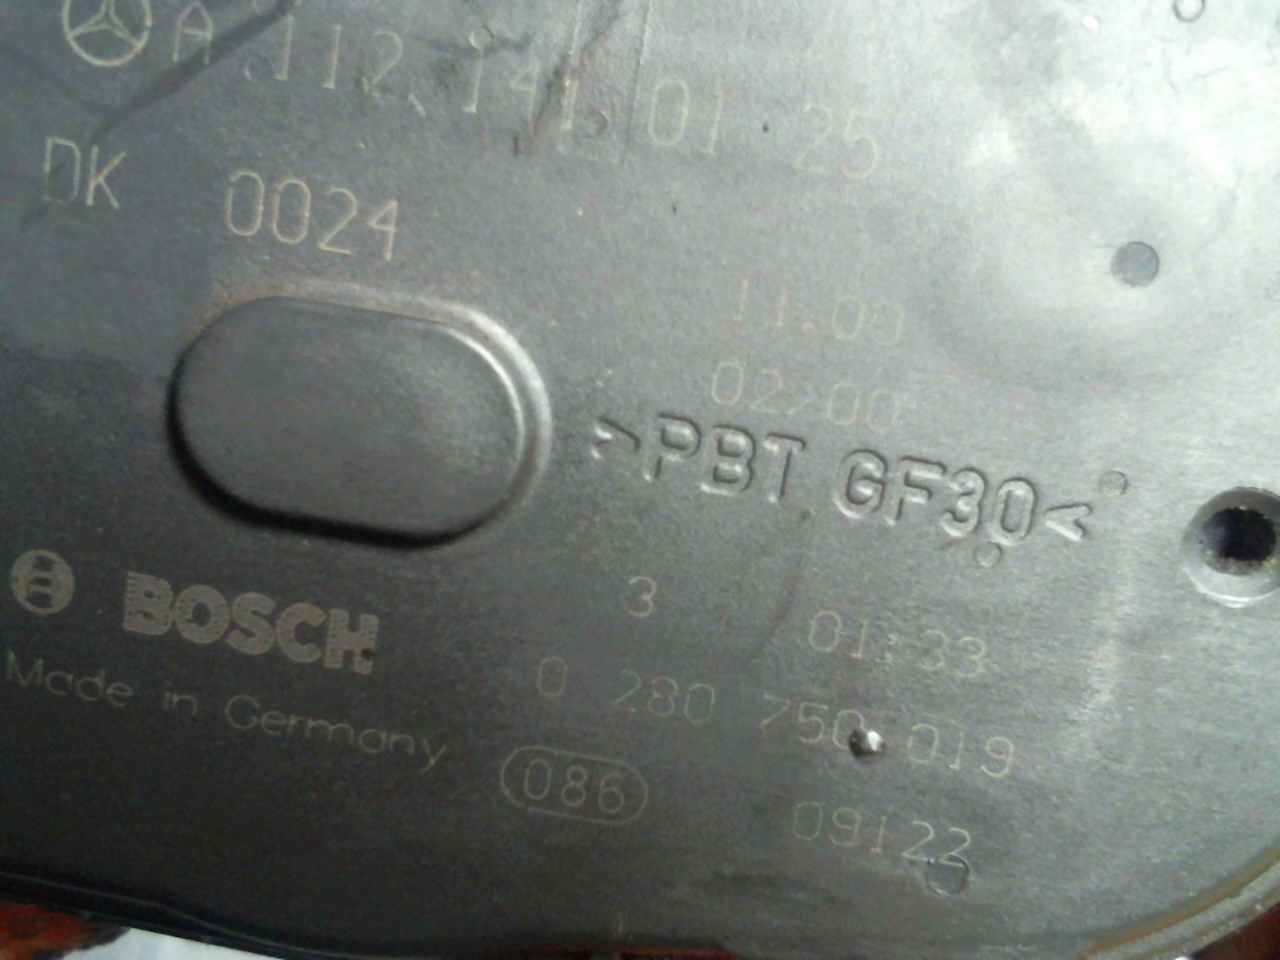 A 112 141 01 25
DK 0024
11.00
02/00
>PBT GF30<
3 01:33
BOSCH
0 280 750 019
Made in Germany
086
09122